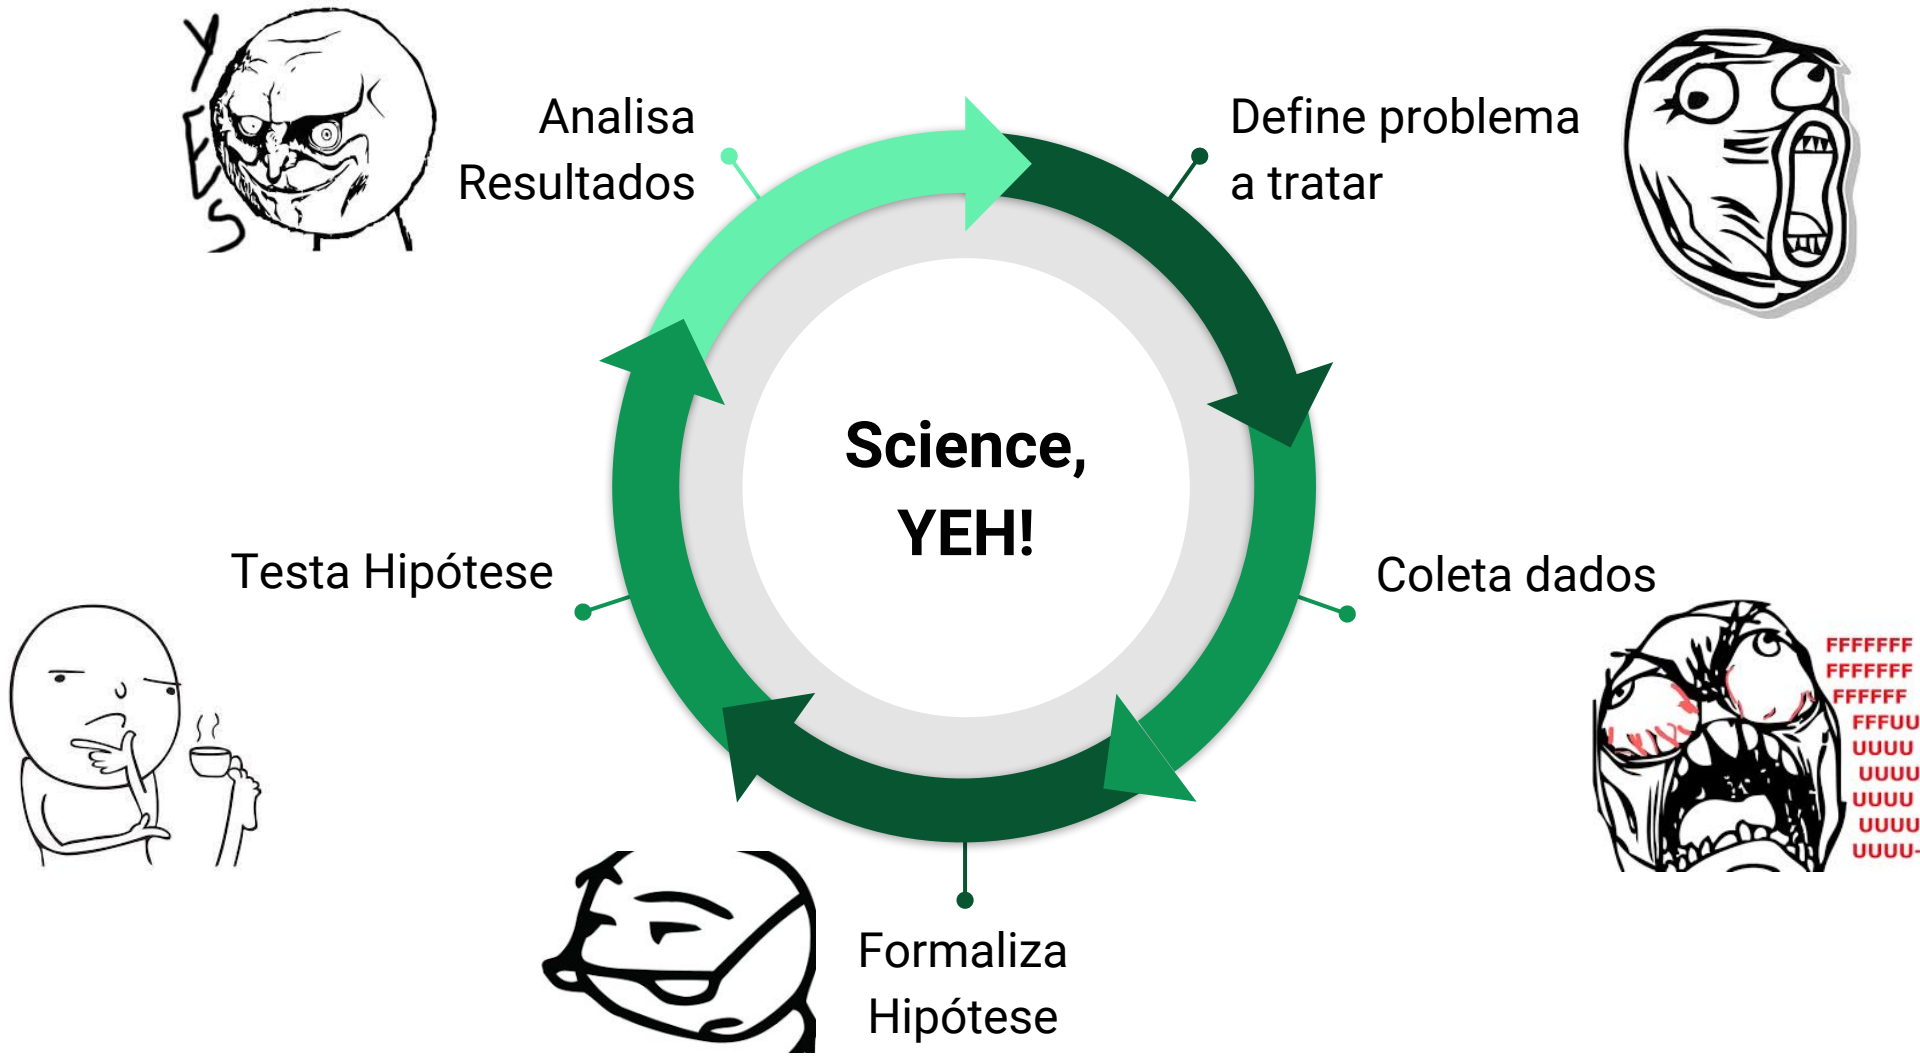 YES
Analisa
Resultados
Define problema
a tratar
Science,
YEH!
Testa Hipótese
Coleta dados
FFFFFFF
FFFFFFF
FFFFFF
FFFUU
UUUU
UUUU
UUUU
UUUU
UUUU-
Formaliza
Hipótese